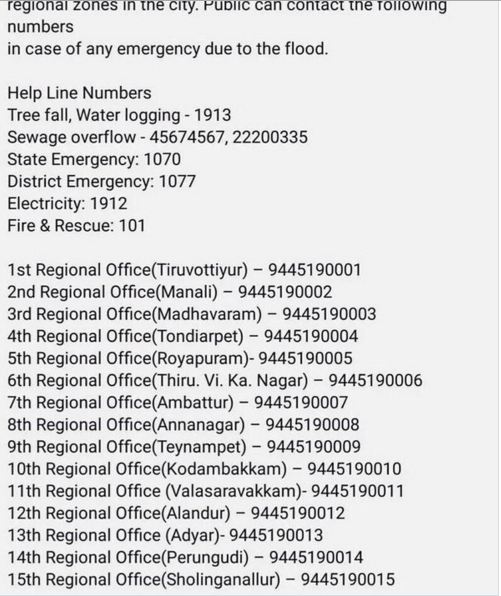 regional zones in the city. Public can contact the following
numbers
in case of any emergency due to the flood.
Help Line Numbers
Tree fall, Water logging - 1913
Sewage overflow - 45674567, 22200335
State Emergency: 1070
District Emergency: 1077
Electricity: 1912
Fire & Rescue: 101
1st Regional Office(Tiruvottiyur) – 9445190001
2nd Regional Office(Manali) – 9445190002
3rd Regional Office(Madhavaram) – 9445190003
4th Regional Office(Tondiarpet) – 9445190004
5th Regional Office(Royapuram)- 9445190005
6th Regional Office(Thiru. Vi. Ka. Nagar) – 9445190006
7th Regional Office(Ambattur) – 9445190007
8th Regional Office(Annanagar) – 9445190008
9th Regional Office(Teynampet) – 9445190009
10th Regional Office(Kodambakkam) – 9445190010
11th Regional Office (Valasaravakkam)- 9445190011
12th Regional Office(Alandur) – 9445190012
13th Regional Office (Adyar)- 9445190013
14th Regional Office(Perungudi) – 9445190014
15th Regional Office(Sholinganallur) – 9445190015